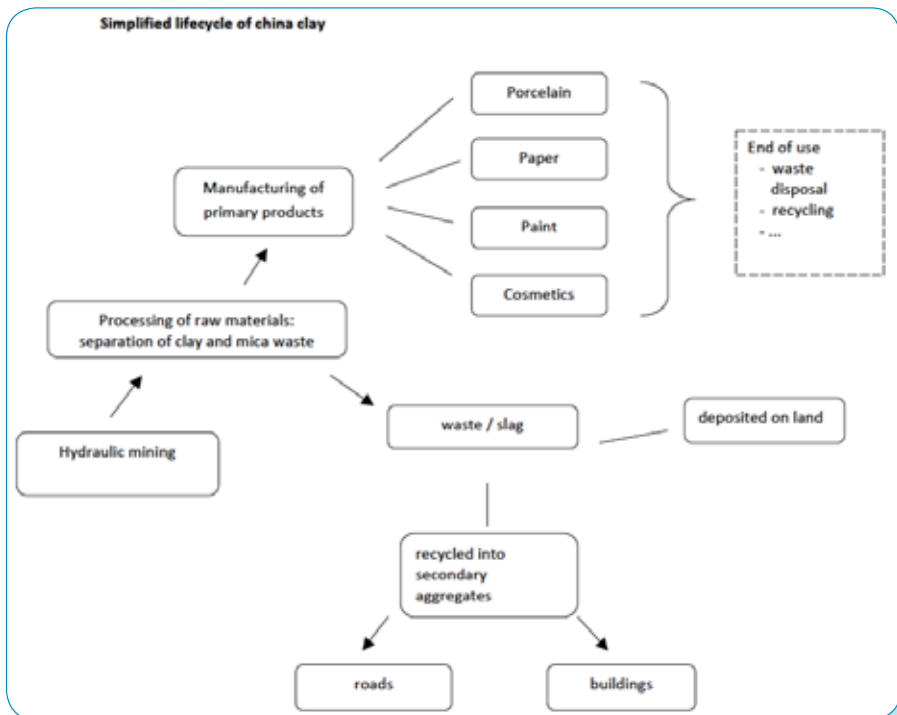 Simplified lifecycle of china clay
Porcelain
Paper
Paint
Cosmetics
End of use
- waste
disposal
- recycling
- ...
Manufacturing of
primary products
Processing of raw materials:
separation of clay and mica waste
Hydraulic mining
waste / slag
deposited on land
recycled into
secondary
aggregates
roads
buildings